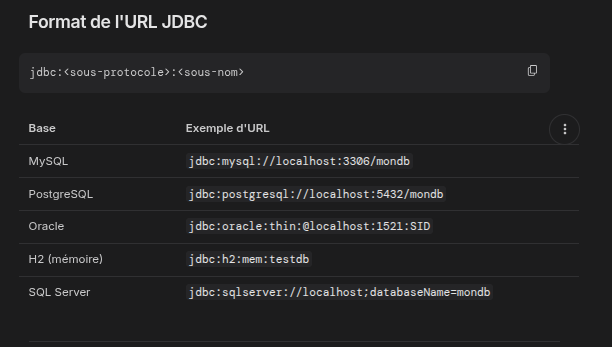 Format de l'URL JDBC
jdbc:<sous-protocole>:<sous-nom>
Base Exemple d'URL
MySQL jdbc:mysql://localhost:3306/mondb
PostgreSQL jdbc:postgresql://localhost:5432/mondb
Oracle jdbc:oracle:thin:@localhost:1521:SID
H2 (mémoire) jdbc:h2:mem:testdb
SQL Server jdbc:sqlserver://localhost;databaseName=mondb